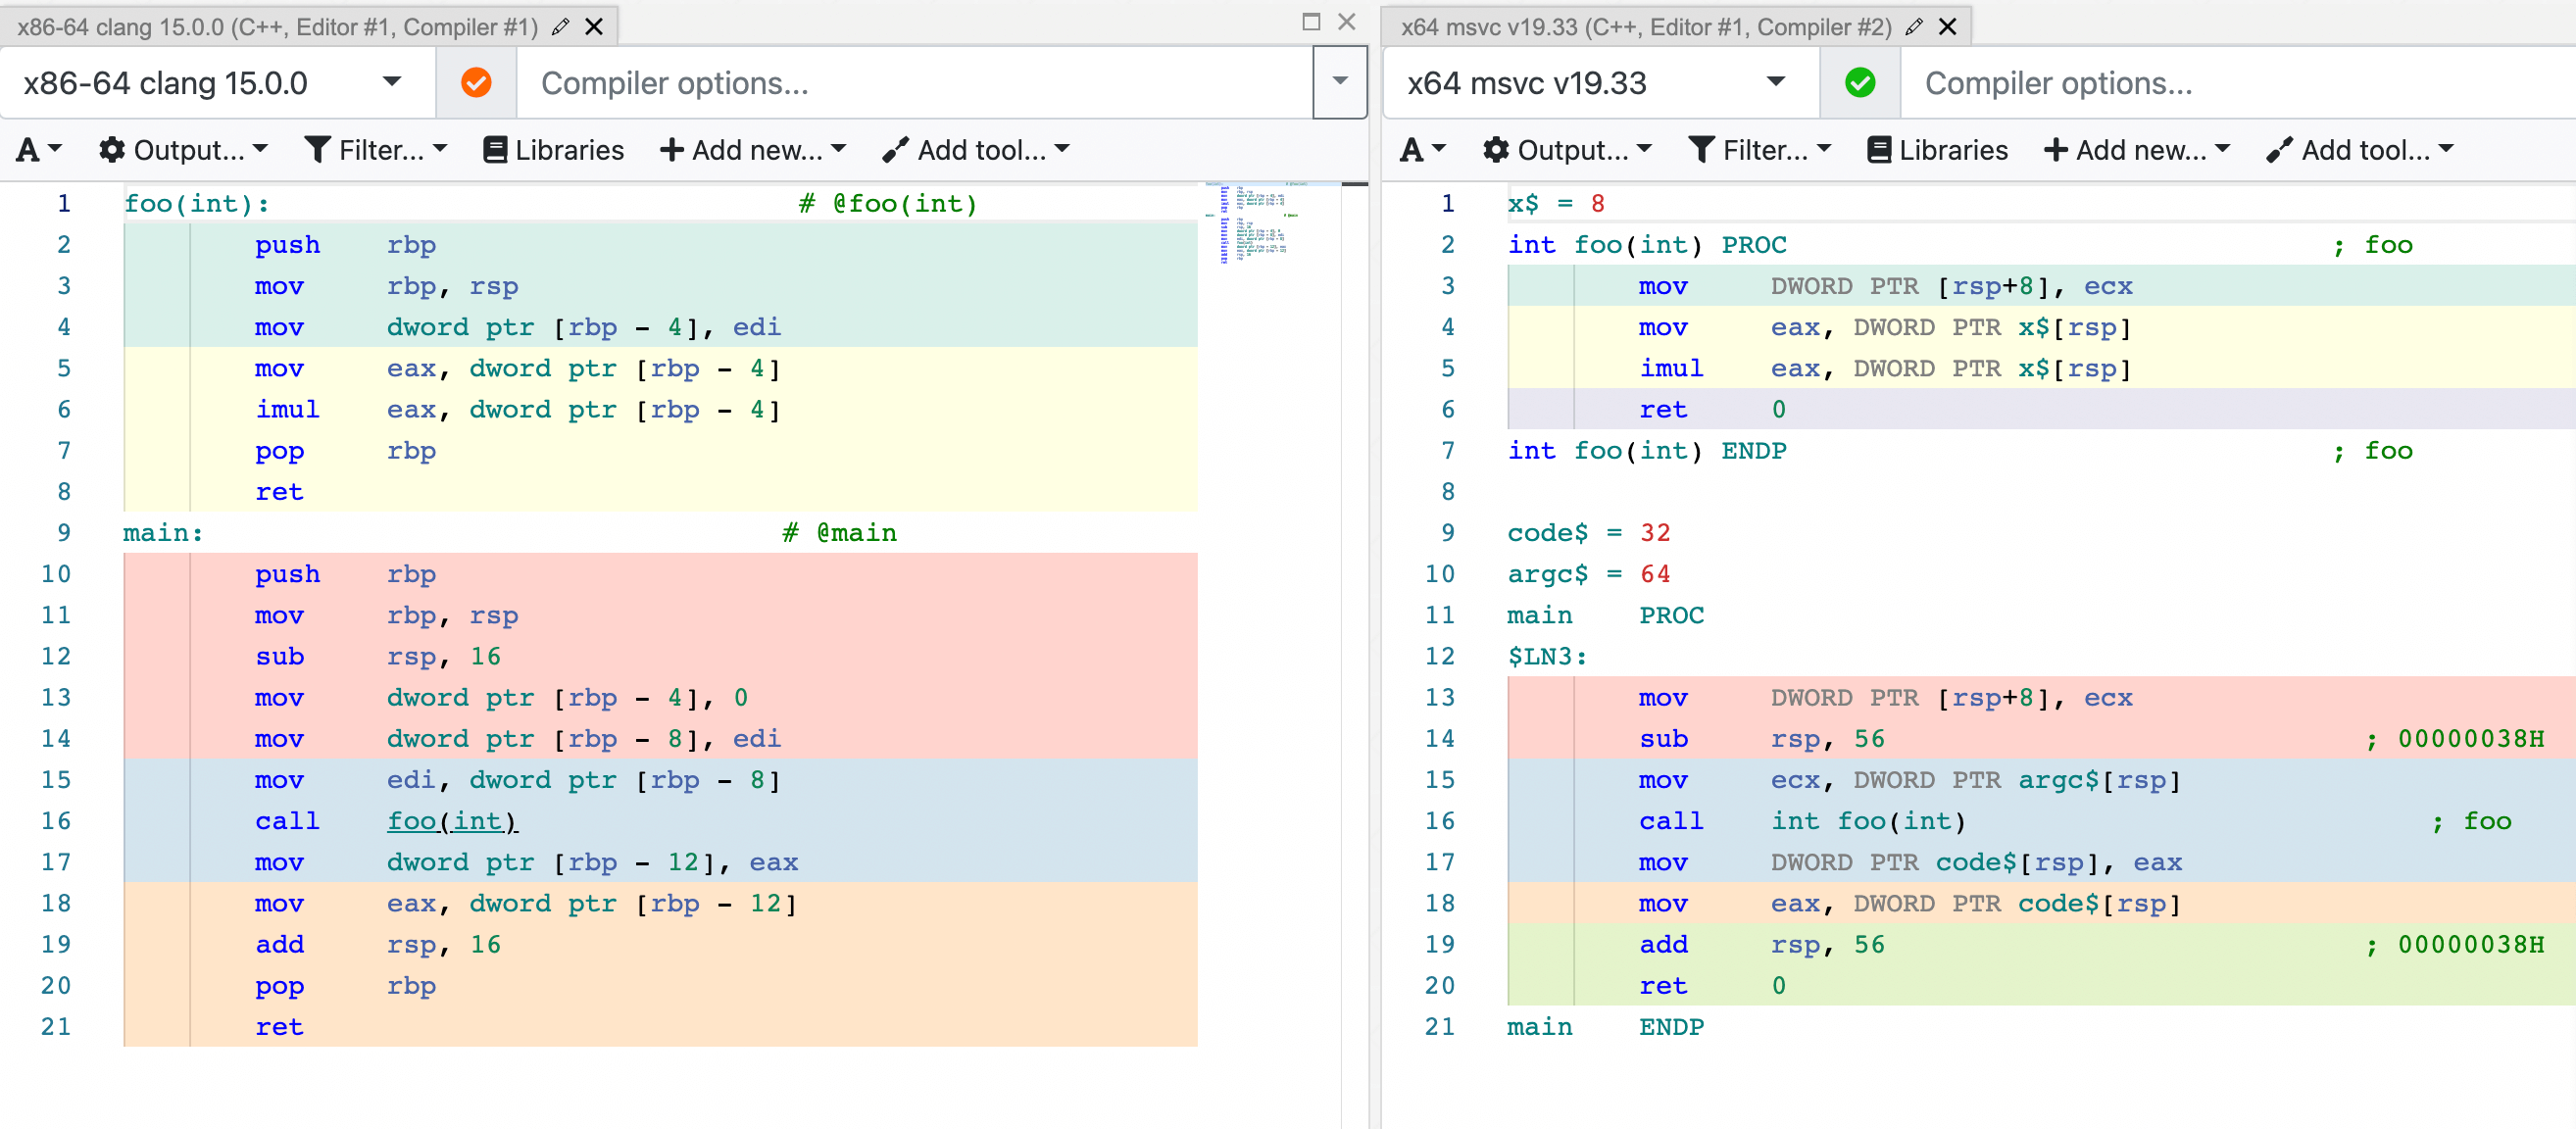 x86-64 clang 15.0.0 (C++, Editor #1, Compiler #1)
x86-64 clang 15.0.0
Compiler options...
A Output... Filter... Libraries Add new... Add tool...
1 foo(int): # @foo(int)
2 push rbp
3 mov rbp, rsp
4 mov dword ptr [rbp - 4], edi
5 mov eax, dword ptr [rbp - 4]
6 imul eax, dword ptr [rbp - 4]
7 pop rbp
8 ret
9 main: # @main
10 push rbp
11 mov rbp, rsp
12 sub rsp, 16
13 mov dword ptr [rbp - 4], 0
14 mov dword ptr [rbp - 8], edi
15 mov edi, dword ptr [rbp - 8]
16 call foo(int)
17 mov dword ptr [rbp - 12], eax
18 mov eax, dword ptr [rbp - 12]
19 add rsp, 16
20 pop rbp
21 ret
x64 msvc v19.33 (C++, Editor #1, Compiler #2)
x64 msvc v19.33
Compiler options...
A Output... Filter... Libraries Add new... Add tool...
1 x$ = 8
2 int foo(int) PROC ; foo
3 mov DWORD PTR [rsp+8], ecx
4 mov eax, DWORD PTR x$[rsp]
5 imul eax, DWORD PTR x$[rsp]
6 ret 0
7 int foo(int) ENDP ; foo
8
9 code$ = 32
10 argc$ = 64
11 main PROC
12 $LN3:
13 mov DWORD PTR [rsp+8], ecx
14 sub rsp, 56 ; 00000038H
15 mov ecx, DWORD PTR argc$[rsp]
16 call int foo(int) ; foo
17 mov DWORD PTR code$[rsp], eax
18 mov eax, DWORD PTR code$[rsp]
19 add rsp, 56 ; 00000038H
20 ret 0
21 main ENDP